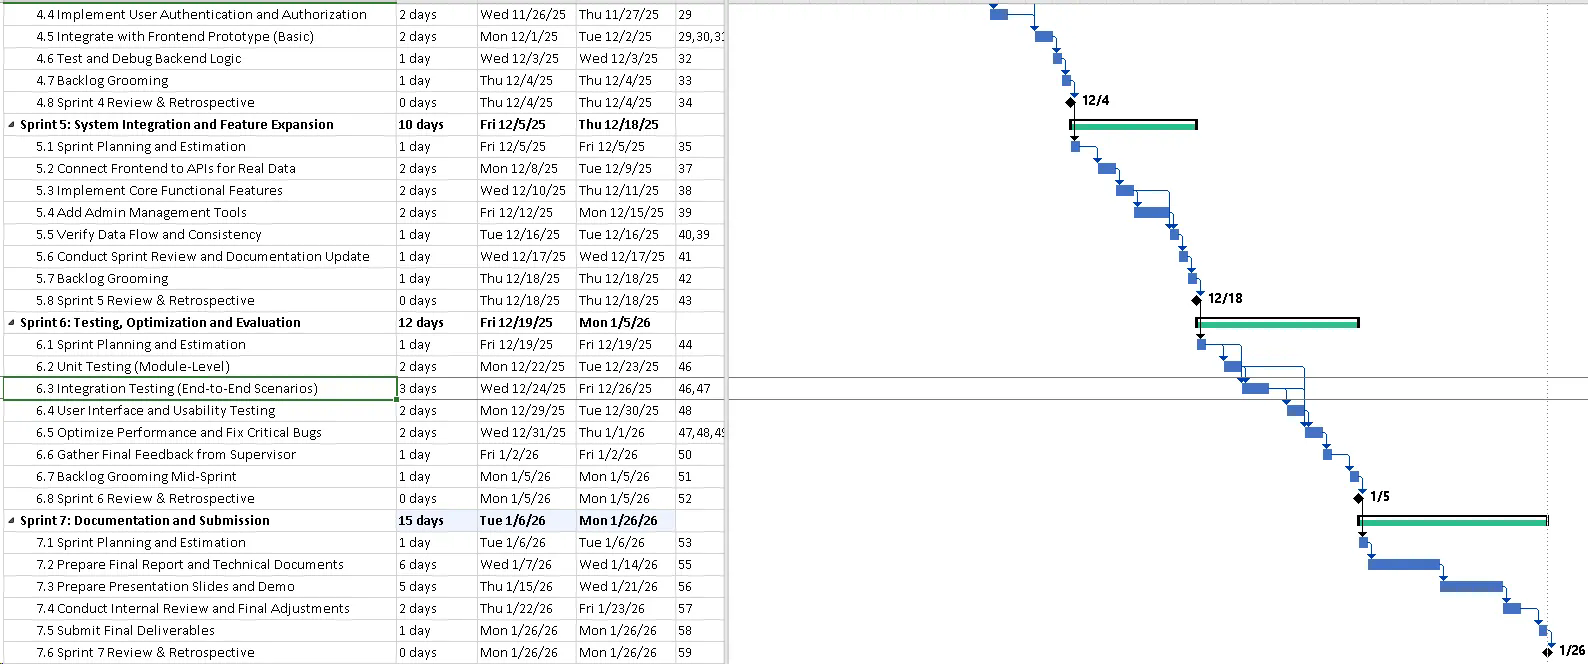 4.4 Implement User Authentication and Authorization 2 days Wed 11/26/25 Thu 11/27/25 29
4.5 Integrate with Frontend Prototype (Basic) 2 days Mon 12/1/25 Tue 12/2/25 29,30,31
4.6 Test and Debug Backend Logic 1 day Wed 12/3/25 Wed 12/3/25 32
4.7 Backlog Grooming 1 day Thu 12/4/25 Thu 12/4/25 33
4.8 Sprint 4 Review & Retrospective 0 days Thu 12/4/25 Thu 12/4/25 34 12/4
Sprint 5: System Integration and Feature Expansion 10 days Fri 12/5/25 Thu 12/18/25
5.1 Sprint Planning and Estimation 1 day Fri 12/5/25 Fri 12/5/25 35
5.2 Connect Frontend to APIs for Real Data 2 days Mon 12/8/25 Tue 12/9/25 37
5.3 Implement Core Functional Features 2 days Wed 12/10/25 Thu 12/11/25 38
5.4 Add Admin Management Tools 2 days Fri 12/12/25 Mon 12/15/25 39
5.5 Verify Data Flow and Consistency 1 day Tue 12/16/25 Tue 12/16/25 40,39
5.6 Conduct Sprint Review and Documentation Update 1 day Wed 12/17/25 Wed 12/17/25 41
5.7 Backlog Grooming 1 day Thu 12/18/25 Thu 12/18/25 42
5.8 Sprint 5 Review & Retrospective 0 days Thu 12/18/25 Thu 12/18/25 43 12/18
Sprint 6: Testing, Optimization and Evaluation 12 days Fri 12/19/25 Mon 1/5/26
6.1 Sprint Planning and Estimation 1 day Fri 12/19/25 Fri 12/19/25 44
6.2 Unit Testing (Module-Level) 2 days Mon 12/22/25 Tue 12/23/25 46
6.3 Integration Testing (End-to-End Scenarios) 3 days Wed 12/24/25 Fri 12/26/25 46,47
6.4 User Interface and Usability Testing 2 days Mon 12/29/25 Tue 12/30/25 48
6.5 Optimize Performance and Fix Critical Bugs 2 days Wed 12/31/25 Thu 1/1/26 47,48,49
6.6 Gather Final Feedback from Supervisor 1 day Fri 1/2/26 Fri 1/2/26 50
6.7 Backlog Grooming Mid-Sprint 1 day Mon 1/5/26 Mon 1/5/26 51
6.8 Sprint 6 Review & Retrospective 0 days Mon 1/5/26 Mon 1/5/26 52 1/5
Sprint 7: Documentation and Submission 15 days Tue 1/6/26 Mon 1/26/26
7.1 Sprint Planning and Estimation 1 day Tue 1/6/26 Tue 1/6/26 53
7.2 Prepare Final Report and Technical Documents 6 days Wed 1/7/26 Wed 1/14/26 55
7.3 Prepare Presentation Slides and Demo 5 days Thu 1/15/26 Wed 1/21/26 56
7.4 Conduct Internal Review and Final Adjustments 2 days Thu 1/22/26 Fri 1/23/26 57
7.5 Submit Final Deliverables 1 day Mon 1/26/26 Mon 1/26/26 58
7.6 Sprint 7 Review & Retrospective 0 days Mon 1/26/26 Mon 1/26/26 59 1/26